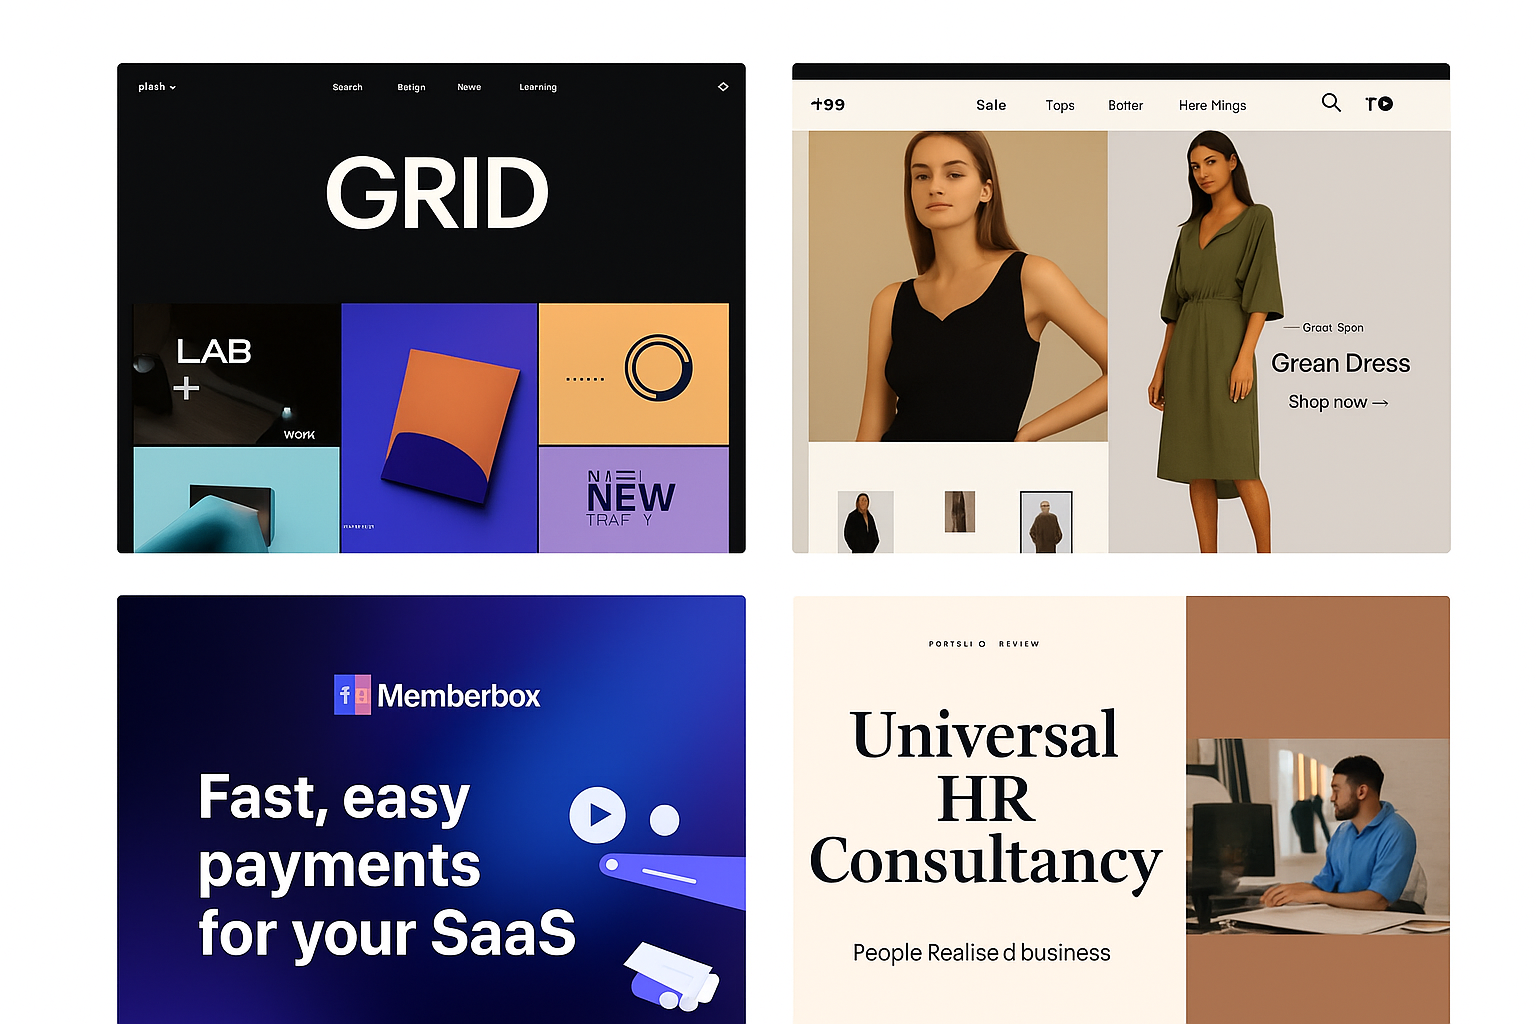 plash
Search Betign Newe Learning
GRID
LAB
+
WORK
NEW
TRAF Y
+99
Sale Tops Botter Here Mings
Graat Spon
Grean Dress
Shop now →
Memberbox
Fast, easy
payments
for your SaaS
PORTSLI O REVIEW
Universal
HR
Consultancy
People Realise d business